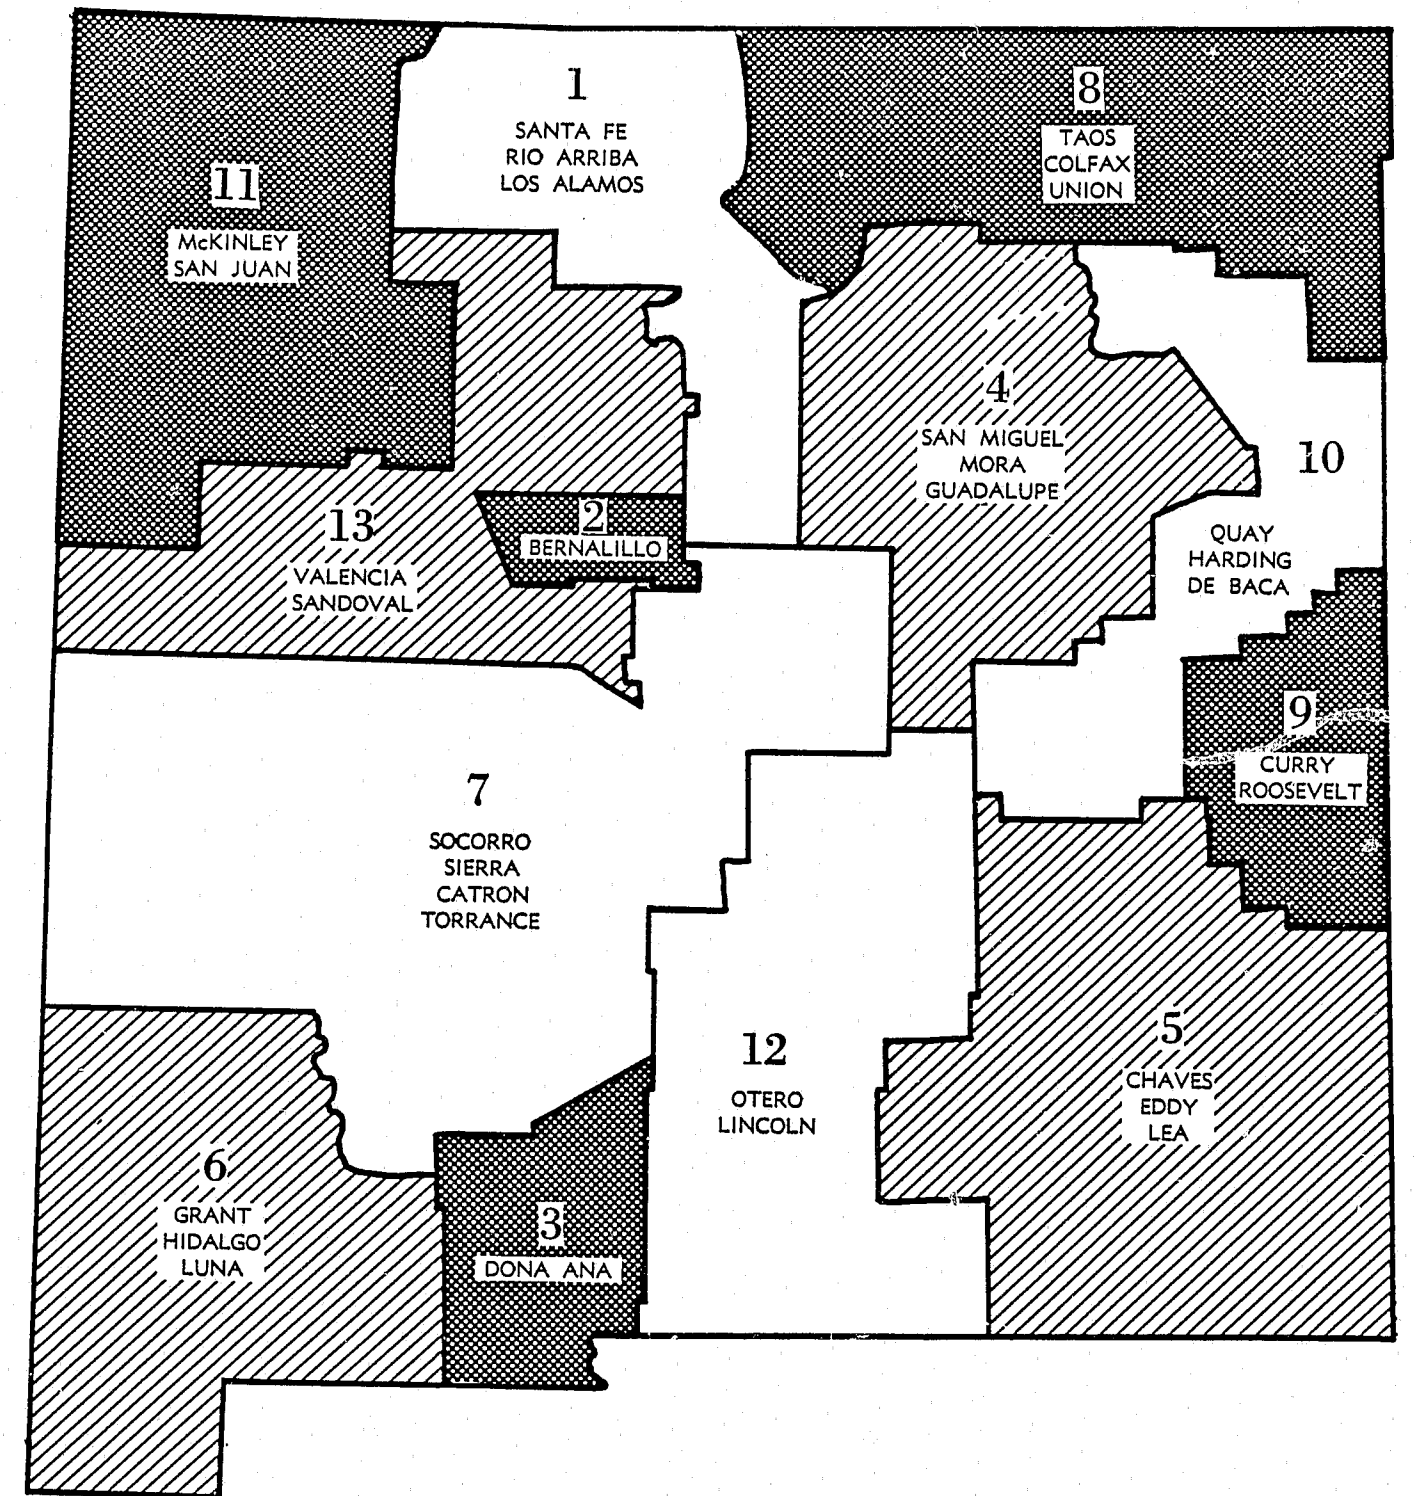 1
SANTA FE
RIO ARRIBA
LOS ALAMOS
8
TAOS
COLFAX
UNION
11
McKINLEY
SAN JUAN
4
SAN MIGUEL
MORA
GUADALUPE
10
QUAY
HARDING
DE BACA
13
VALENCIA
SANDOVAL
2
BERNALILLO
9
CURRY
ROOSEVELT
7
SOCORRO
SIERRA
CATRON
TORRANCE
12
OTERO
LINCOLN
5
CHAVES
EDDY
LEA
6
GRANT
HIDALGO
LUNA
3
DONA ANA